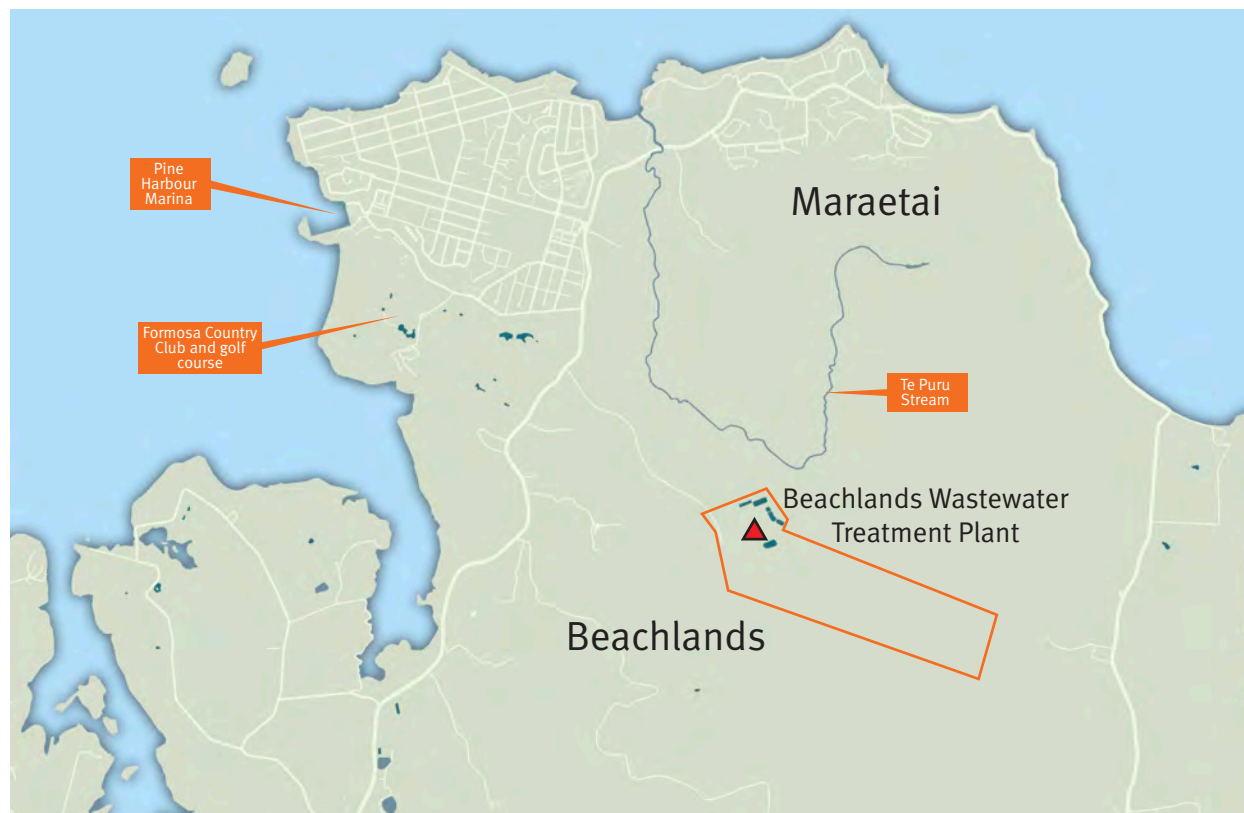 Pine
Harbour
Marina
Maraetai
Formosa Country
Club and golf
course
Te Puru
Stream
Beachlands Wastewater
Treatment Plant
Beachlands